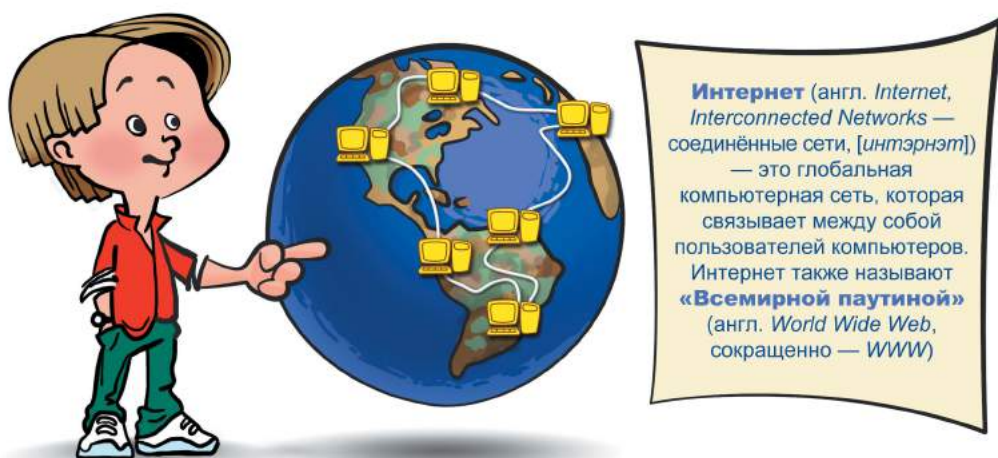 Интернет (англ. Internet,
Interconnected Networks —
соединённые сети, [интэрнэт])
— это глобальная
компьютерная сеть, которая
связывает между собой
пользователей компьютеров.
Интернет также называют
«Всемирной паутиной»
(англ. World Wide Web,
сокращенно — WWW)